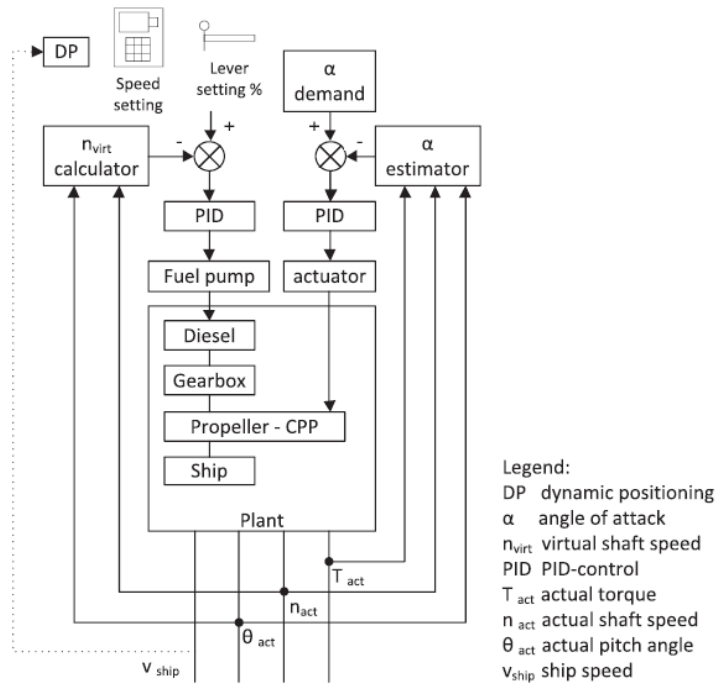 DP
Speed
setting
Lever
setting %
α
demand
+
-
+
-
n virt
calculator
α
estimator
PID
PID
Fuel pump
actuator
Diesel
Gearbox
Propeller - CPP
Ship
Plant
T act
n act
θ act
v ship
Legend:
DP dynamic positioning
α angle of attack
n virt virtual shaft speed
PID PID-control
T act actual torque
n act actual shaft speed
θ act actual pitch angle
v ship ship speed